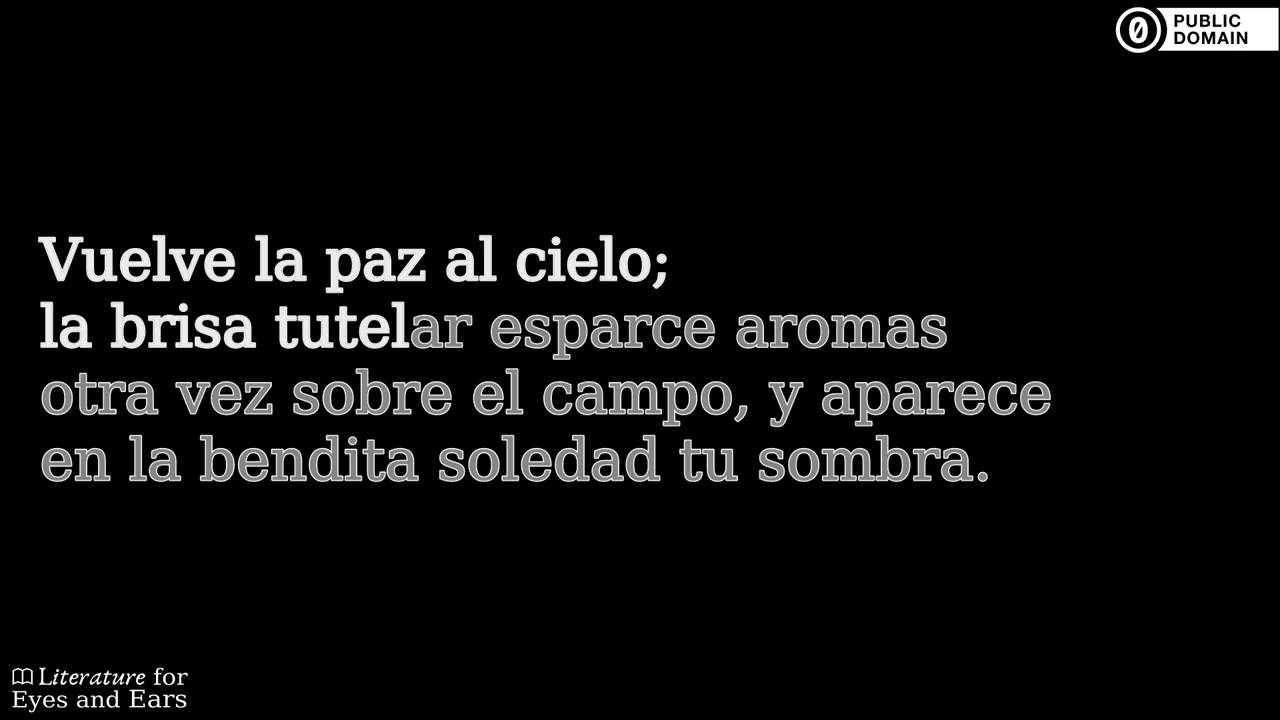 PUBLIC
DOMAIN
Vuelve la paz al cielo;
la brisa tutelar esparce aromas
otra vez sobre el campo, y aparece
en la bendita soledad tu sombra.
Literature for
Eyes and Ears